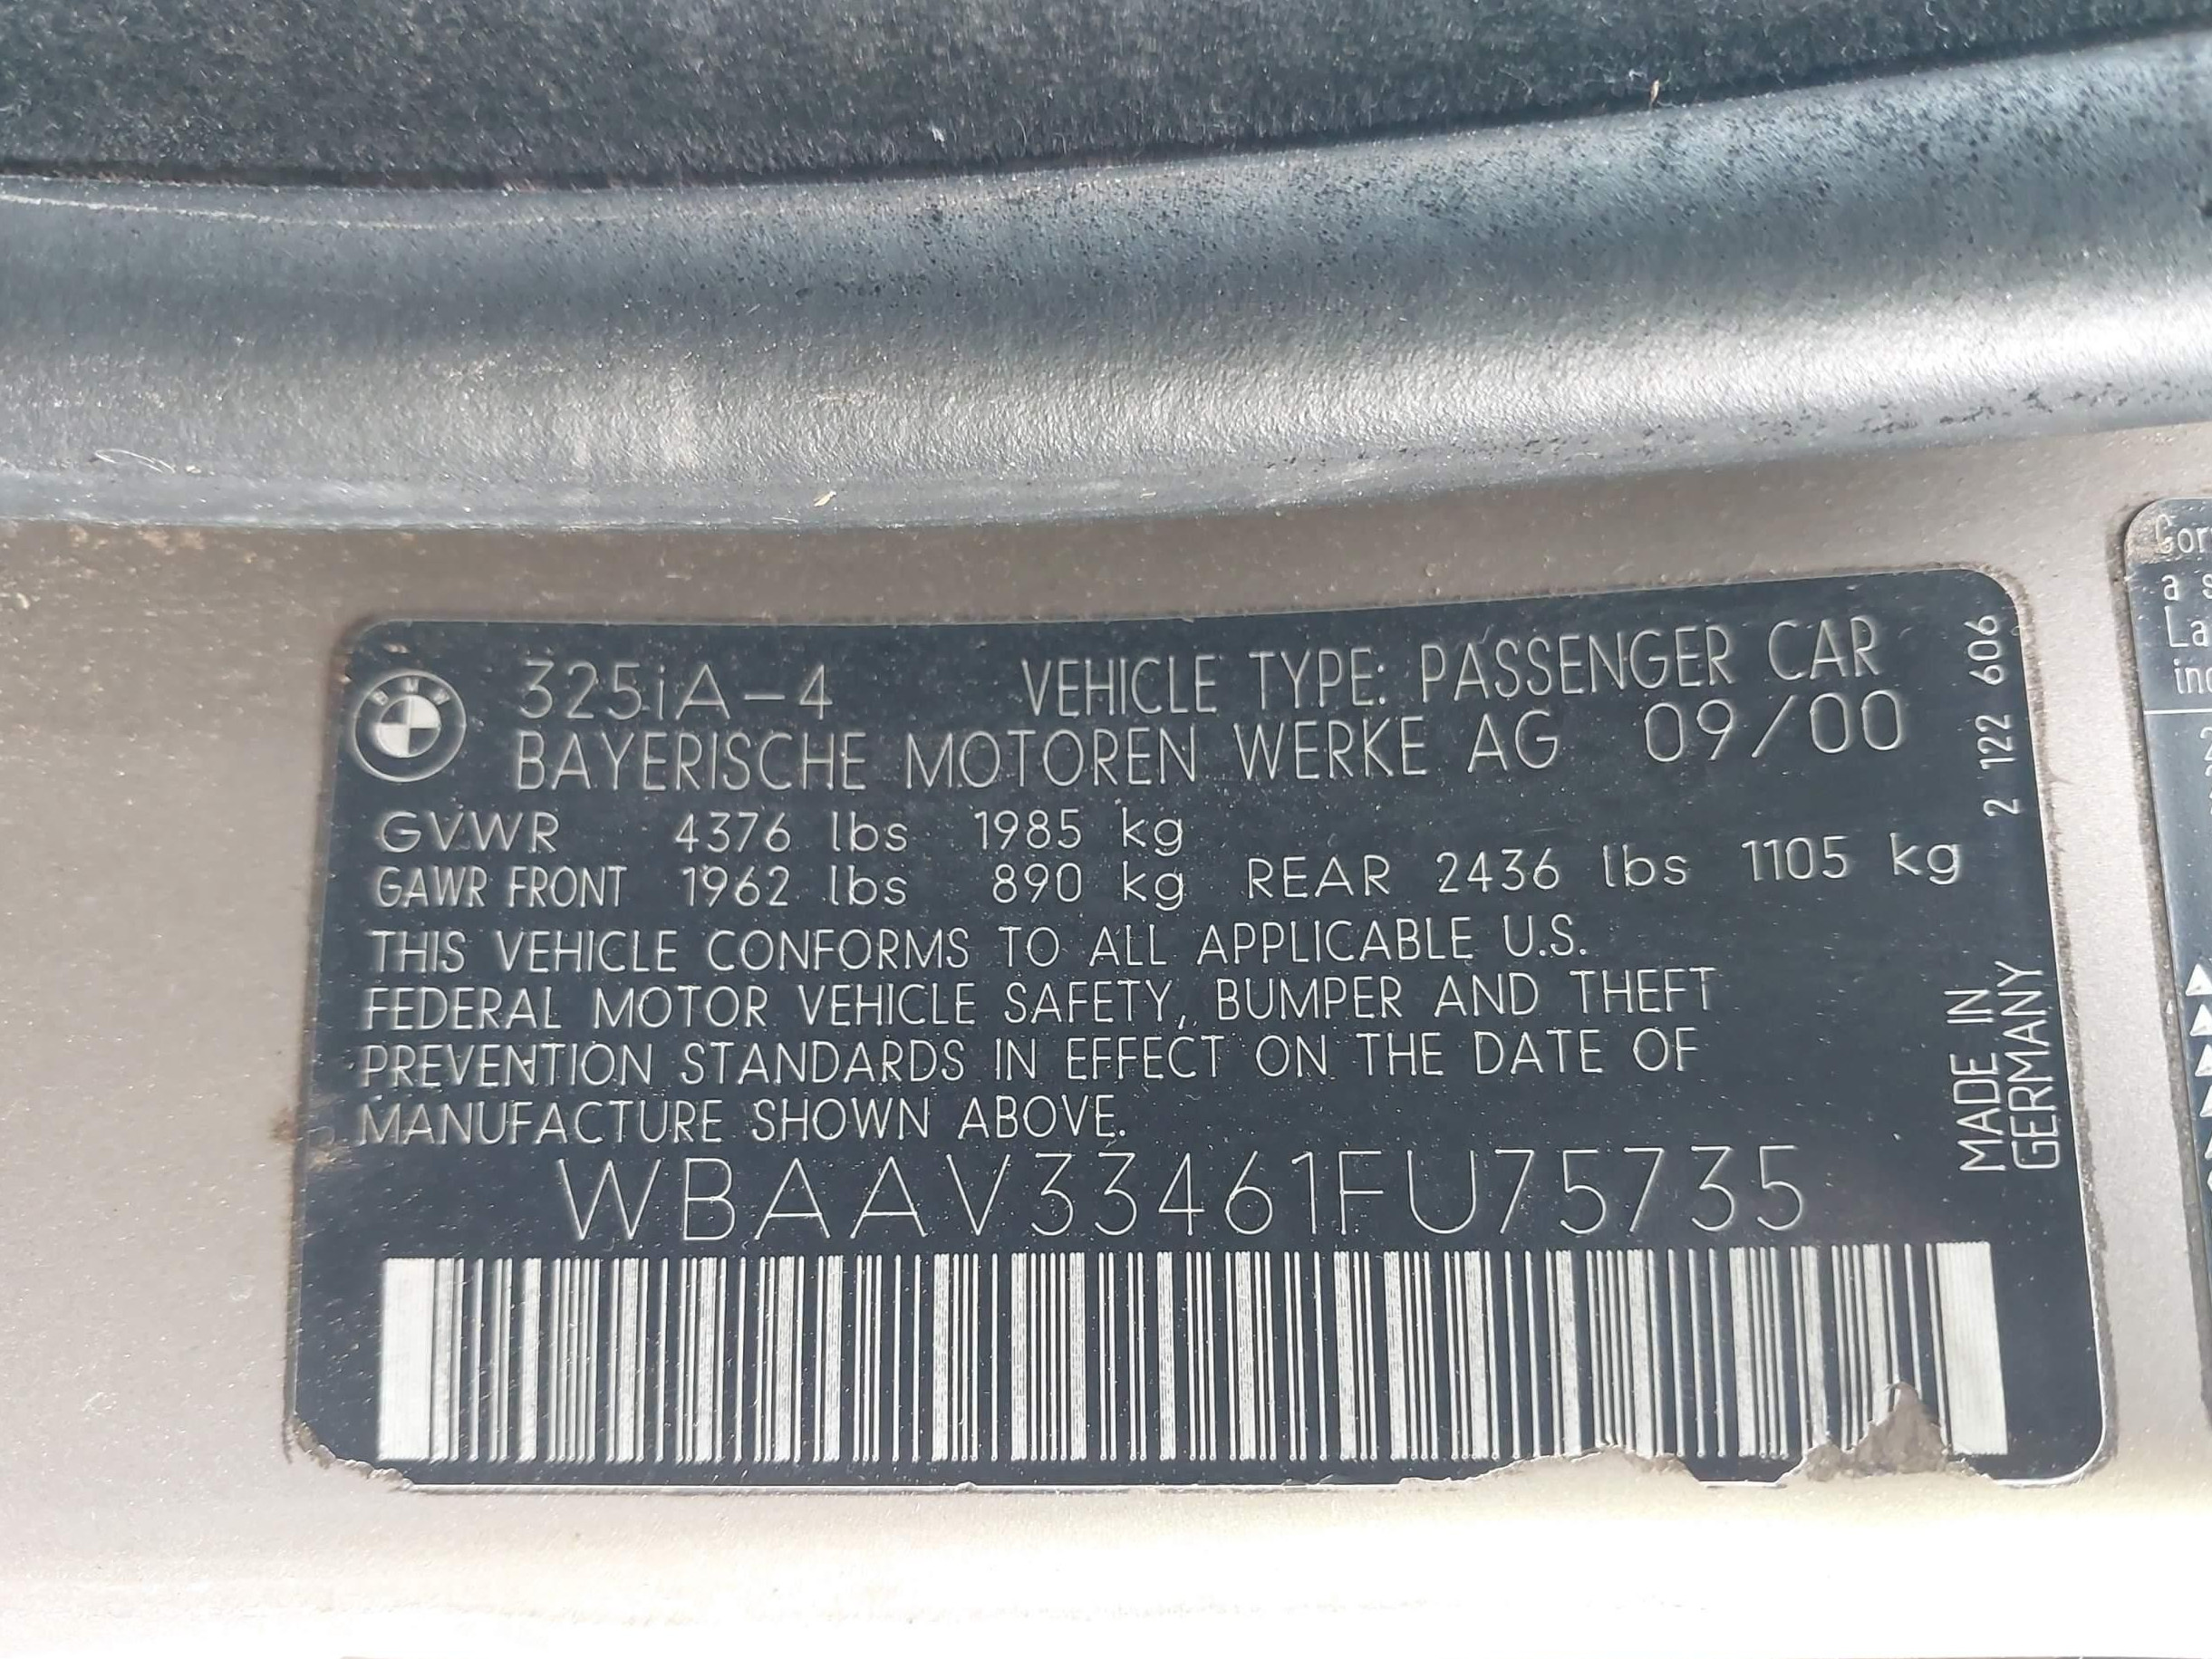 BMW
325iA-4 VEHICLE TYPE: PASSENGER CAR
BAYERISCHE MOTOREN WERKE AG 09/00
GVWR 4376 lbs 1985 kg
GAWR FRONT 1962 lbs 890 kg REAR 2436 lbs 1105 kg
THIS VEHICLE CONFORMS TO ALL APPLICABLE U.S.
FEDERAL MOTOR VEHICLE SAFETY, BUMPER AND THEFT
PREVENTION STANDARDS IN EFFECT ON THE DATE OF
MANUFACTURE SHOWN ABOVE.
WBAAV33461FU75735
2 122 606
MADE IN
GERMANY
a